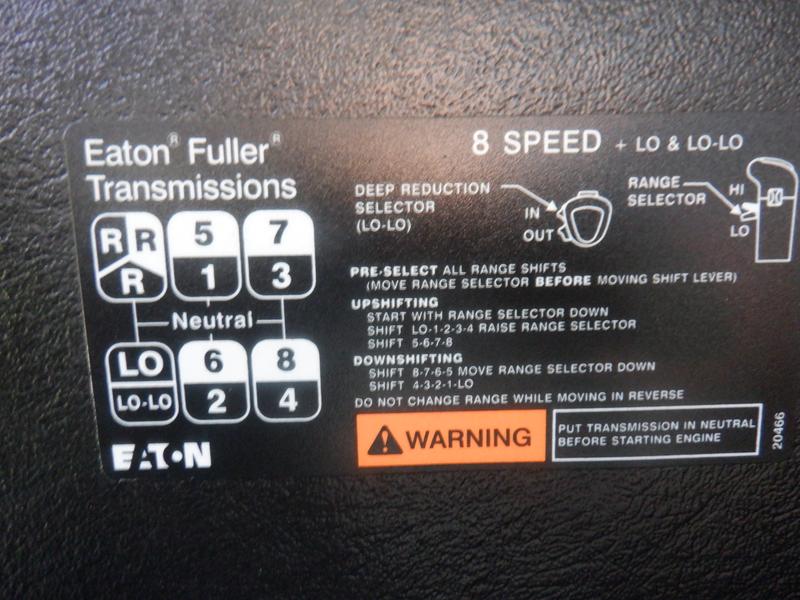 Eaton® Fuller®
Transmissions
8 SPEED + LO & LO-LO
R R 5 7
R 1 3
Neutral
LO 6 8
LO-LO 2 4
EATON
DEEP REDUCTION
SELECTOR
(LO-LO)
IN
OUT
RANGE
SELECTOR
HI
LO
PRE-SELECT ALL RANGE SHIFTS
(MOVE RANGE SELECTOR BEFORE MOVING SHIFT LEVER)
UPSHIFTING
START WITH RANGE SELECTOR DOWN
SHIFT LO-1-2-3-4 RAISE RANGE SELECTOR
SHIFT 5-6-7-8
DOWNSHIFTING
SHIFT 8-7-6-5 MOVE RANGE SELECTOR DOWN
SHIFT 4-3-2-1-LO
DO NOT CHANGE RANGE WHILE MOVING IN REVERSE
WARNING
PUT TRANSMISSION IN NEUTRAL
BEFORE STARTING ENGINE
20466